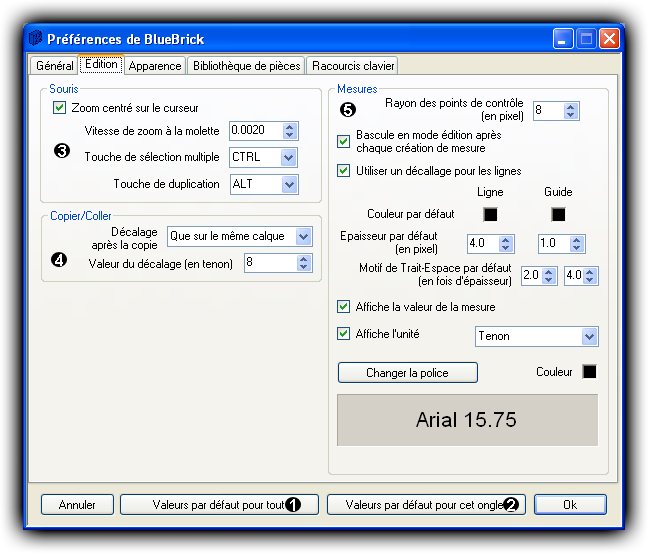 Préférences de BlueBrick
Général
Edition
Apparence
Bibliothèque de pièces
Raccourcis clavier
Souris
Zoom centré sur le curseur
Vitesse de zoom à la molette
0.0020
3
Touche de sélection multiple
CTRL
Touche de duplication
ALT
Copier/Coller
Décalage
après la copie
Que sur le même calque
4
Valeur du décalage (en tenon)
8
Mesures
5
Rayon des points de contrôle
(en pixel)
8
Bascule en mode édition après
chaque création de mesure
Utiliser un décallage pour les lignes
Ligne
Guide
Couleur par défaut
Epaisseur par défaut
(en pixel)
4.0
1.0
Motif de Trait-Espace par défaut
(en fois d'épaisseur)
2.0
4.0
Affiche la valeur de la mesure
Affiche l'unité
Tenon
Changer la police
Couleur
Arial 15.75
Annuler
Valeurs par défaut pour tout
1
Valeurs par défaut pour cet ongle
2
Ok